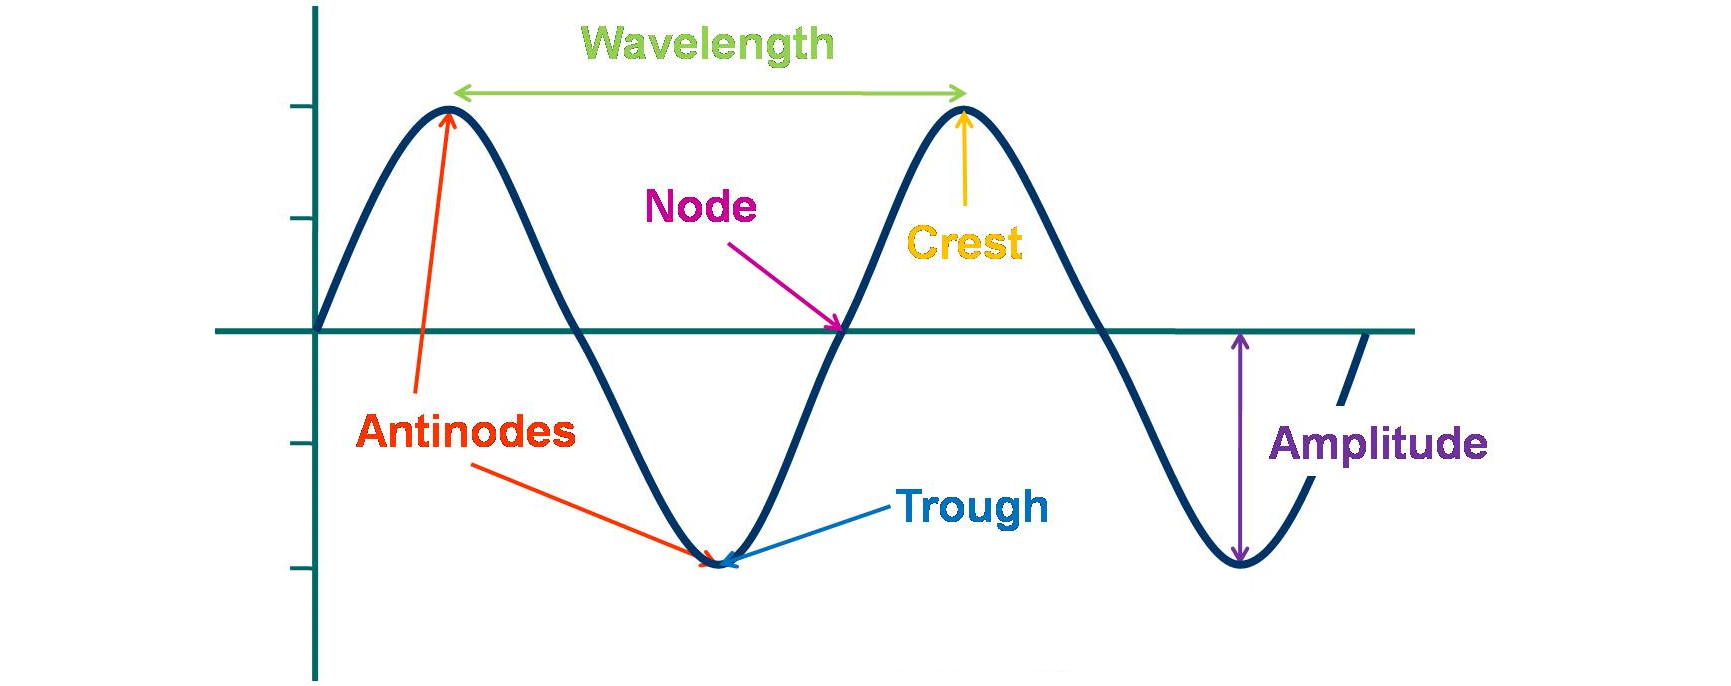 Wavelength
Node
Crest
Antinodes
Amplitude
Trough